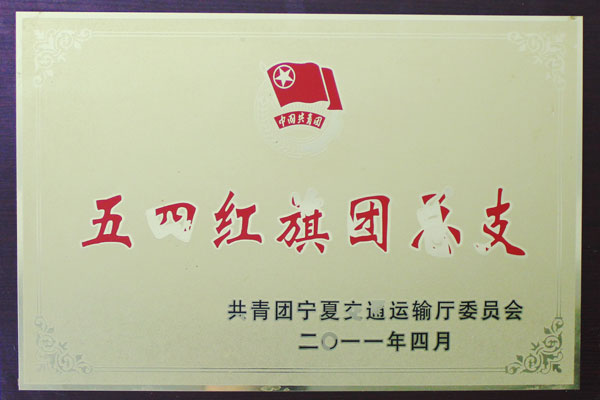 中国共青团
五四红旗团总支
共青团宁夏交通运输厅委员会
二〇一一年四月